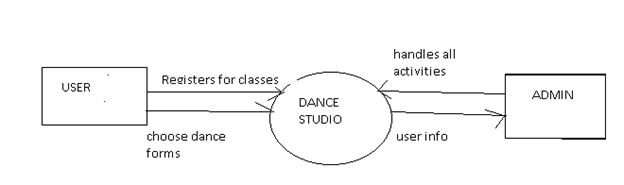 handles all
activities
Registers for classes
USER
DANCE
STUDIO
ADMIN
choose dance
forms
user info